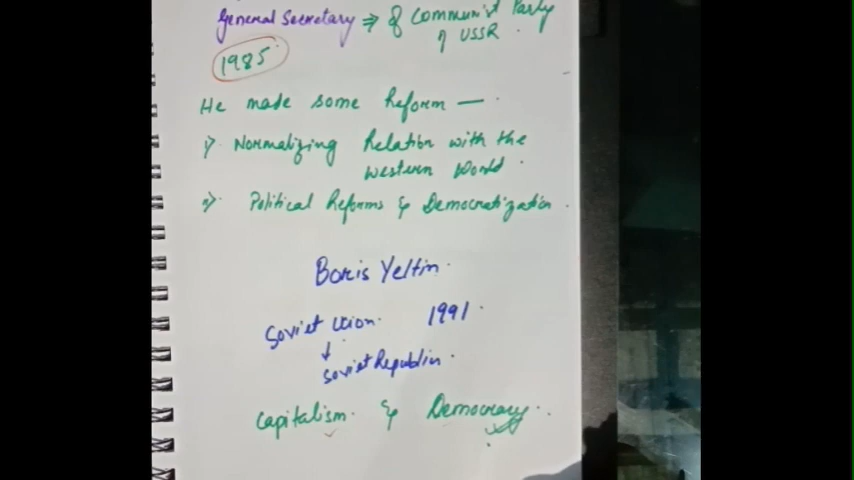 General Secretary ⇒ of Communist Party
of USSR.
1985
He made some Reform —.
i) Normalizing Relation with the
Western World.
ii) Political Reforms & Democratization.
Boris Yeltin.
Soviet Union. 1991.
↓
Soviet Republin.
Capitalism. & Democracy.